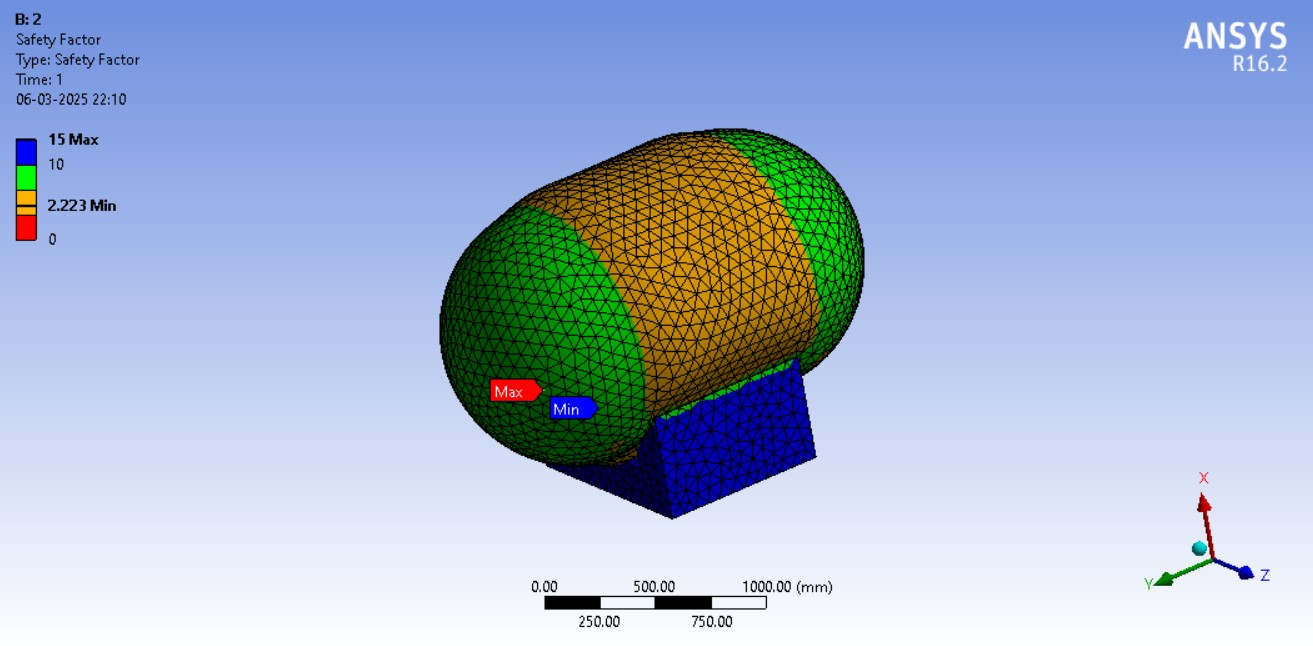 B: 2
Safety Factor
Type: Safety Factor
Time: 1
06-03-2025 22:10
15 Max
10
2.223 Min
0
ANSYS
R16.2
Max
Min
0.00 500.00 1000.00 (mm)
250.00 750.00
X
Y
Z